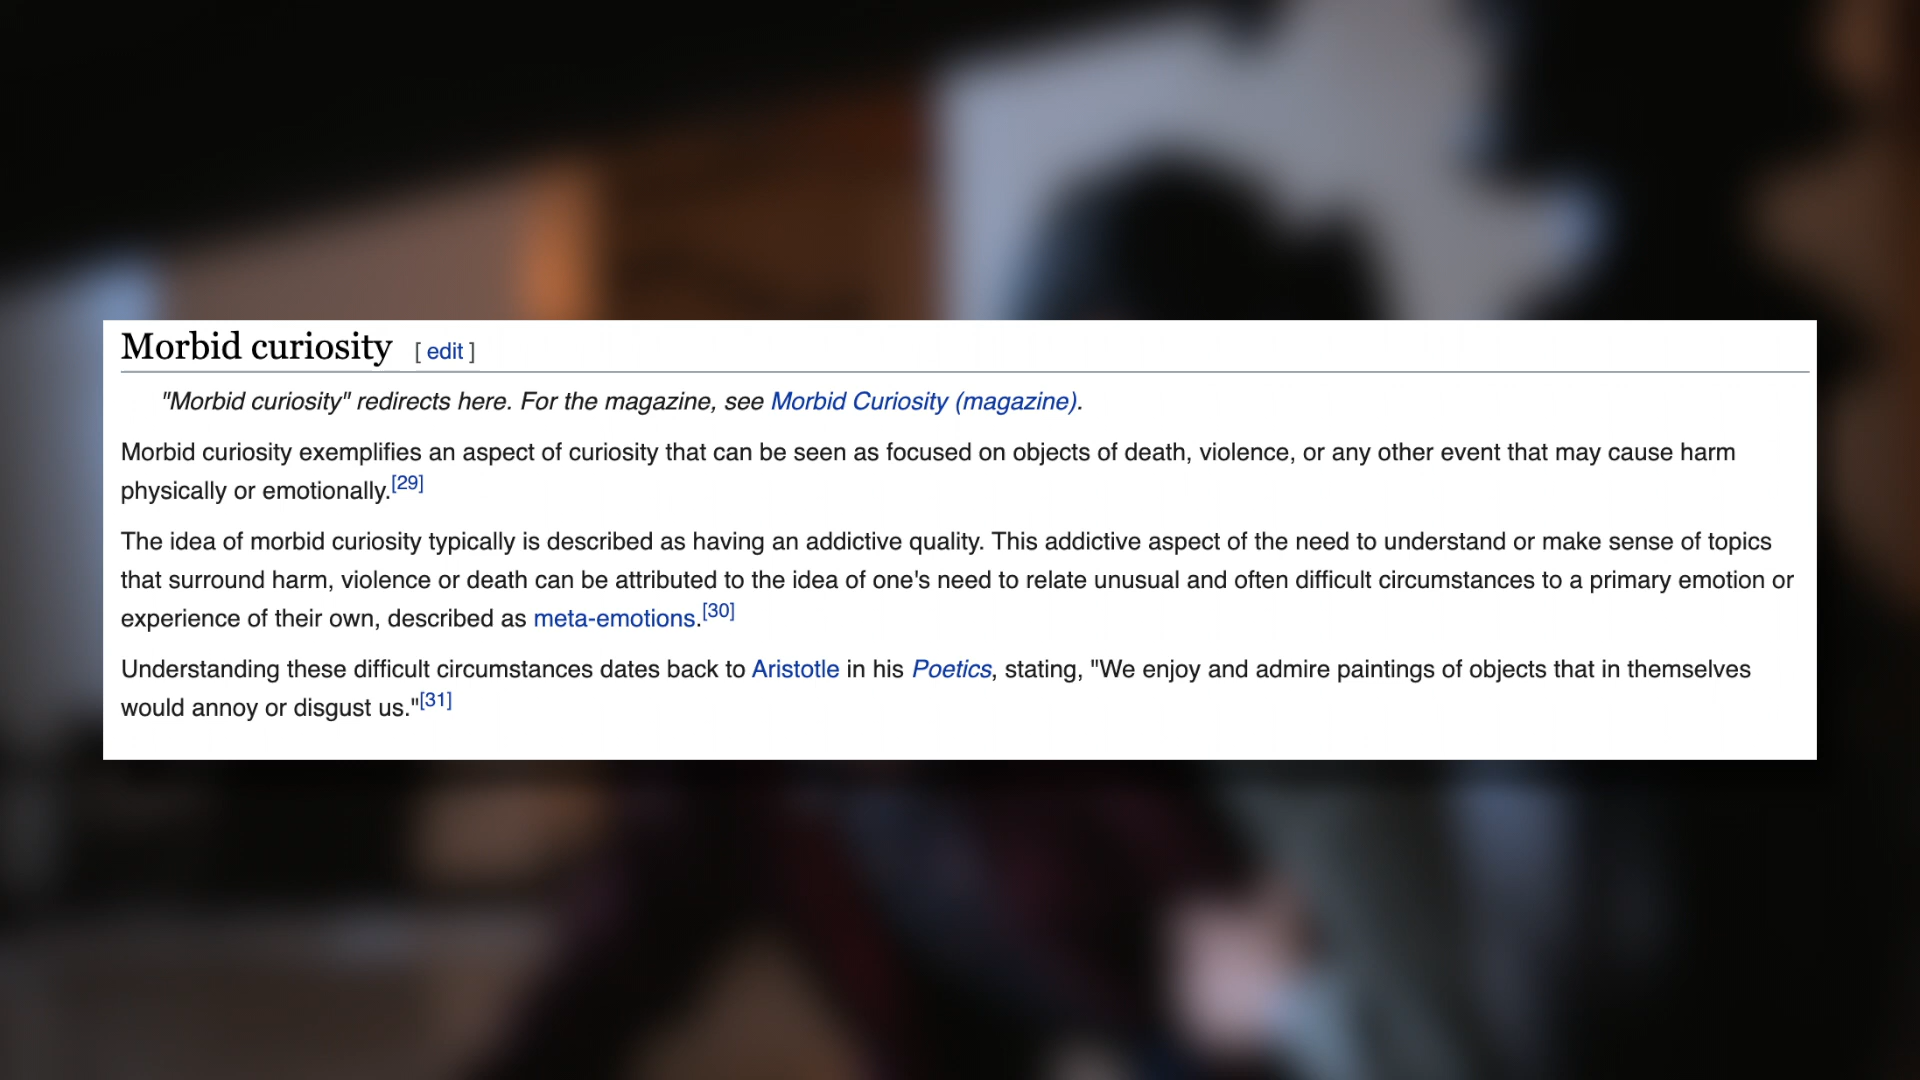 Morbid curiosity [ edit ]
"Morbid curiosity" redirects here. For the magazine, see Morbid Curiosity (magazine).
Morbid curiosity exemplifies an aspect of curiosity that can be seen as focused on objects of death, violence, or any other event that may cause harm
physically or emotionally.[29]
The idea of morbid curiosity typically is described as having an addictive quality. This addictive aspect of the need to understand or make sense of topics
that surround harm, violence or death can be attributed to the idea of one's need to relate unusual and often difficult circumstances to a primary emotion or
experience of their own, described as meta-emotions.[30]
Understanding these difficult circumstances dates back to Aristotle in his Poetics, stating, "We enjoy and admire paintings of objects that in themselves
would annoy or disgust us."[31]